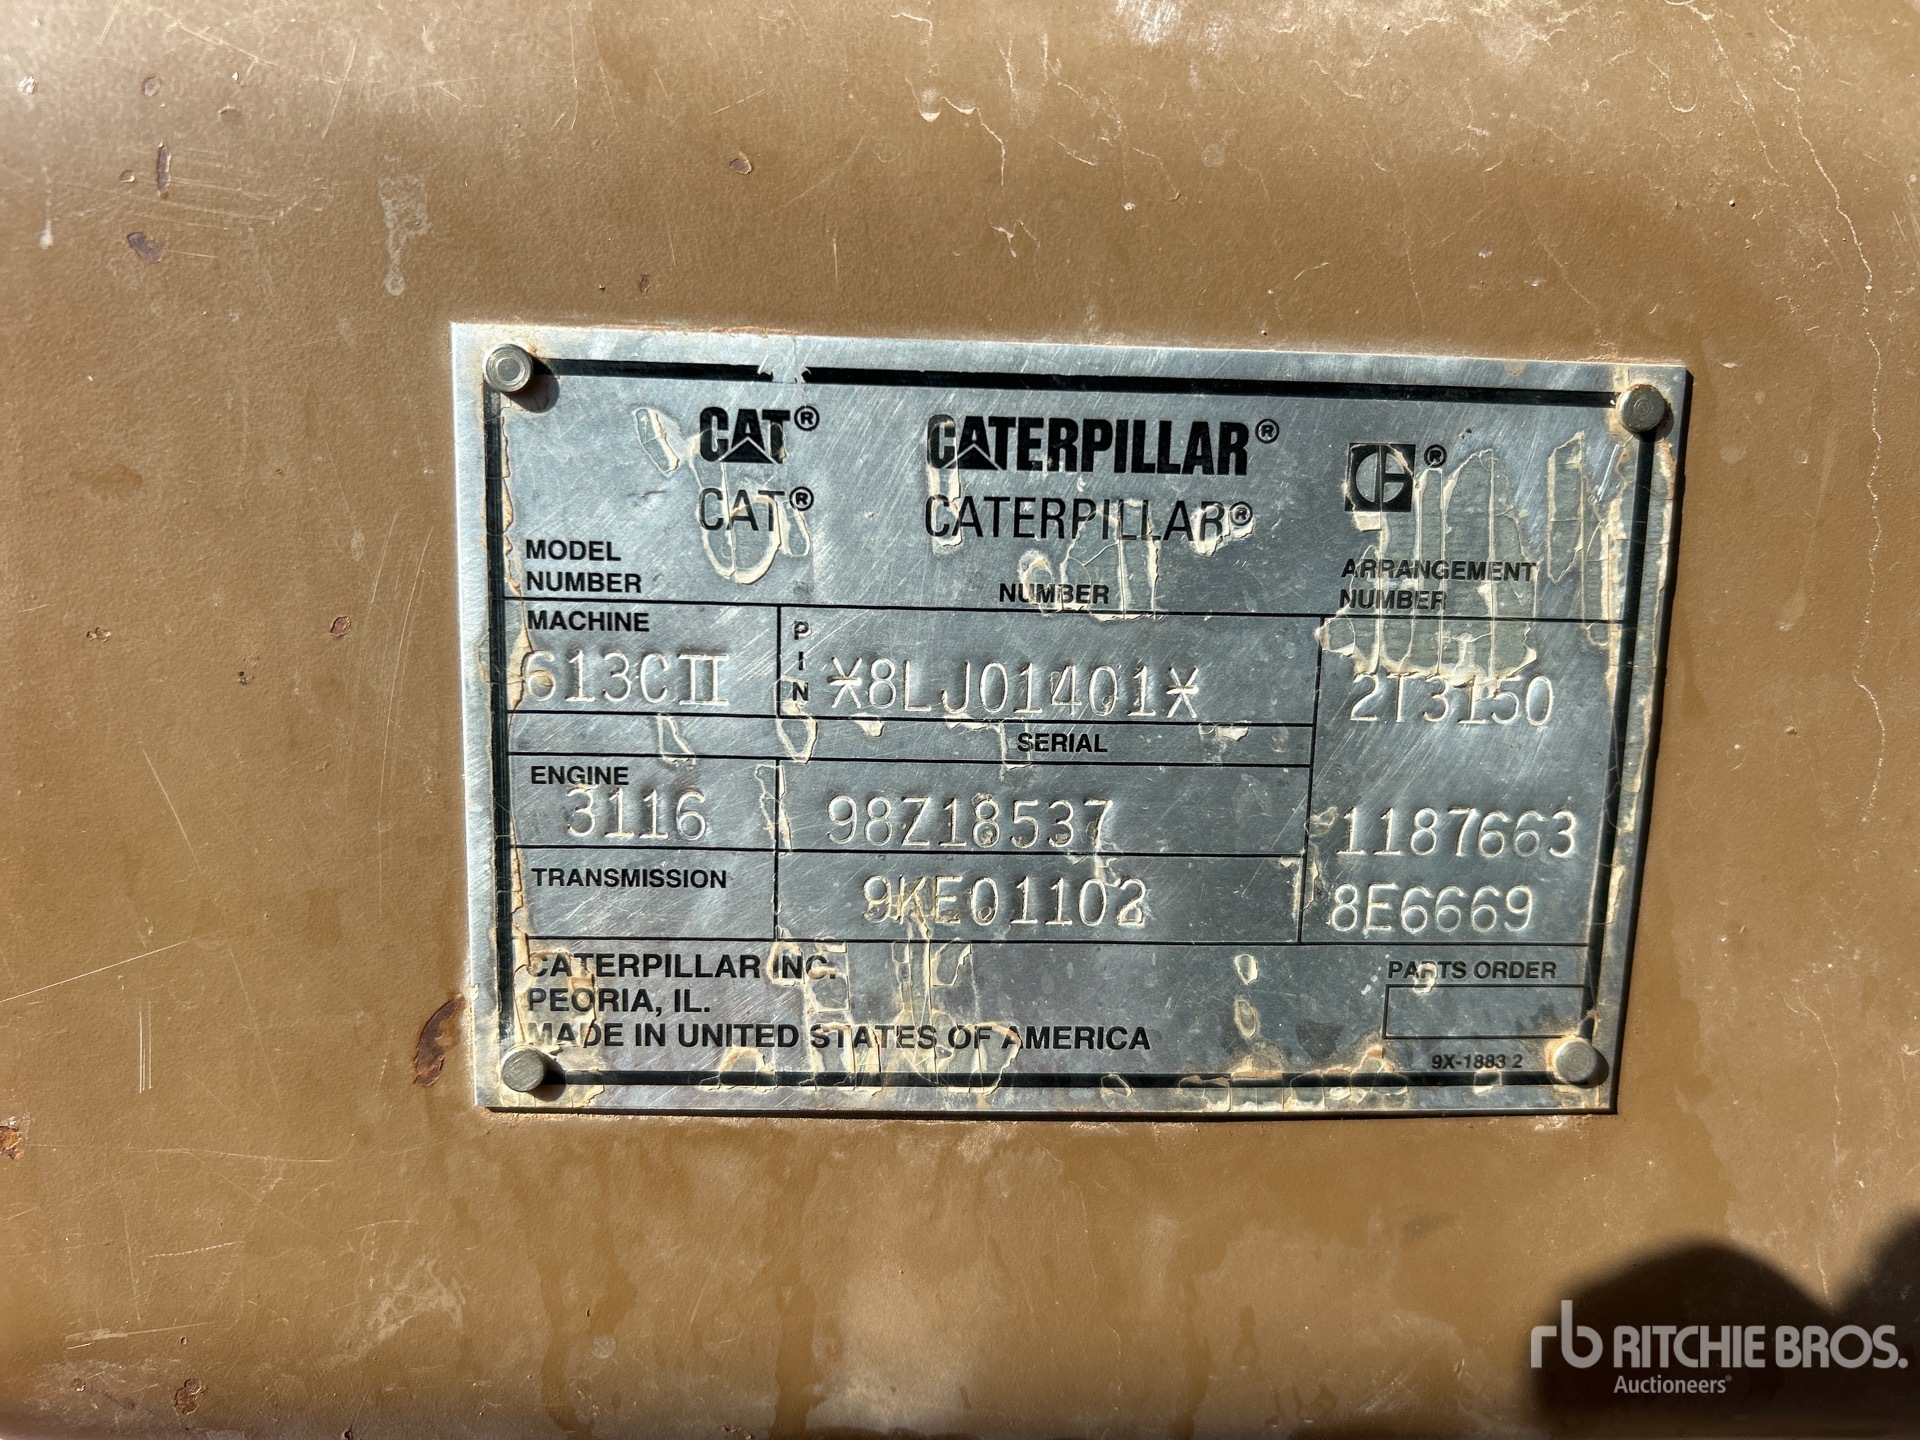 CAT® CATERPILLAR® ®
CAT® CATERPILLAR®
MODEL NUMBER
NUMBER
ARRANGEMENT NUMBER
MACHINE
613CII
PIN
*8LJ01401*
2T3150
SERIAL
ENGINE
3116
98Z18537
1187663
TRANSMISSION
9KE01102
8E6669
CATERPILLAR INC.
PEORIA, IL.
MADE IN UNITED STATES OF AMERICA
PARTS ORDER
9X-1883 2
rb RITCHIE BROS.
Auctioneers